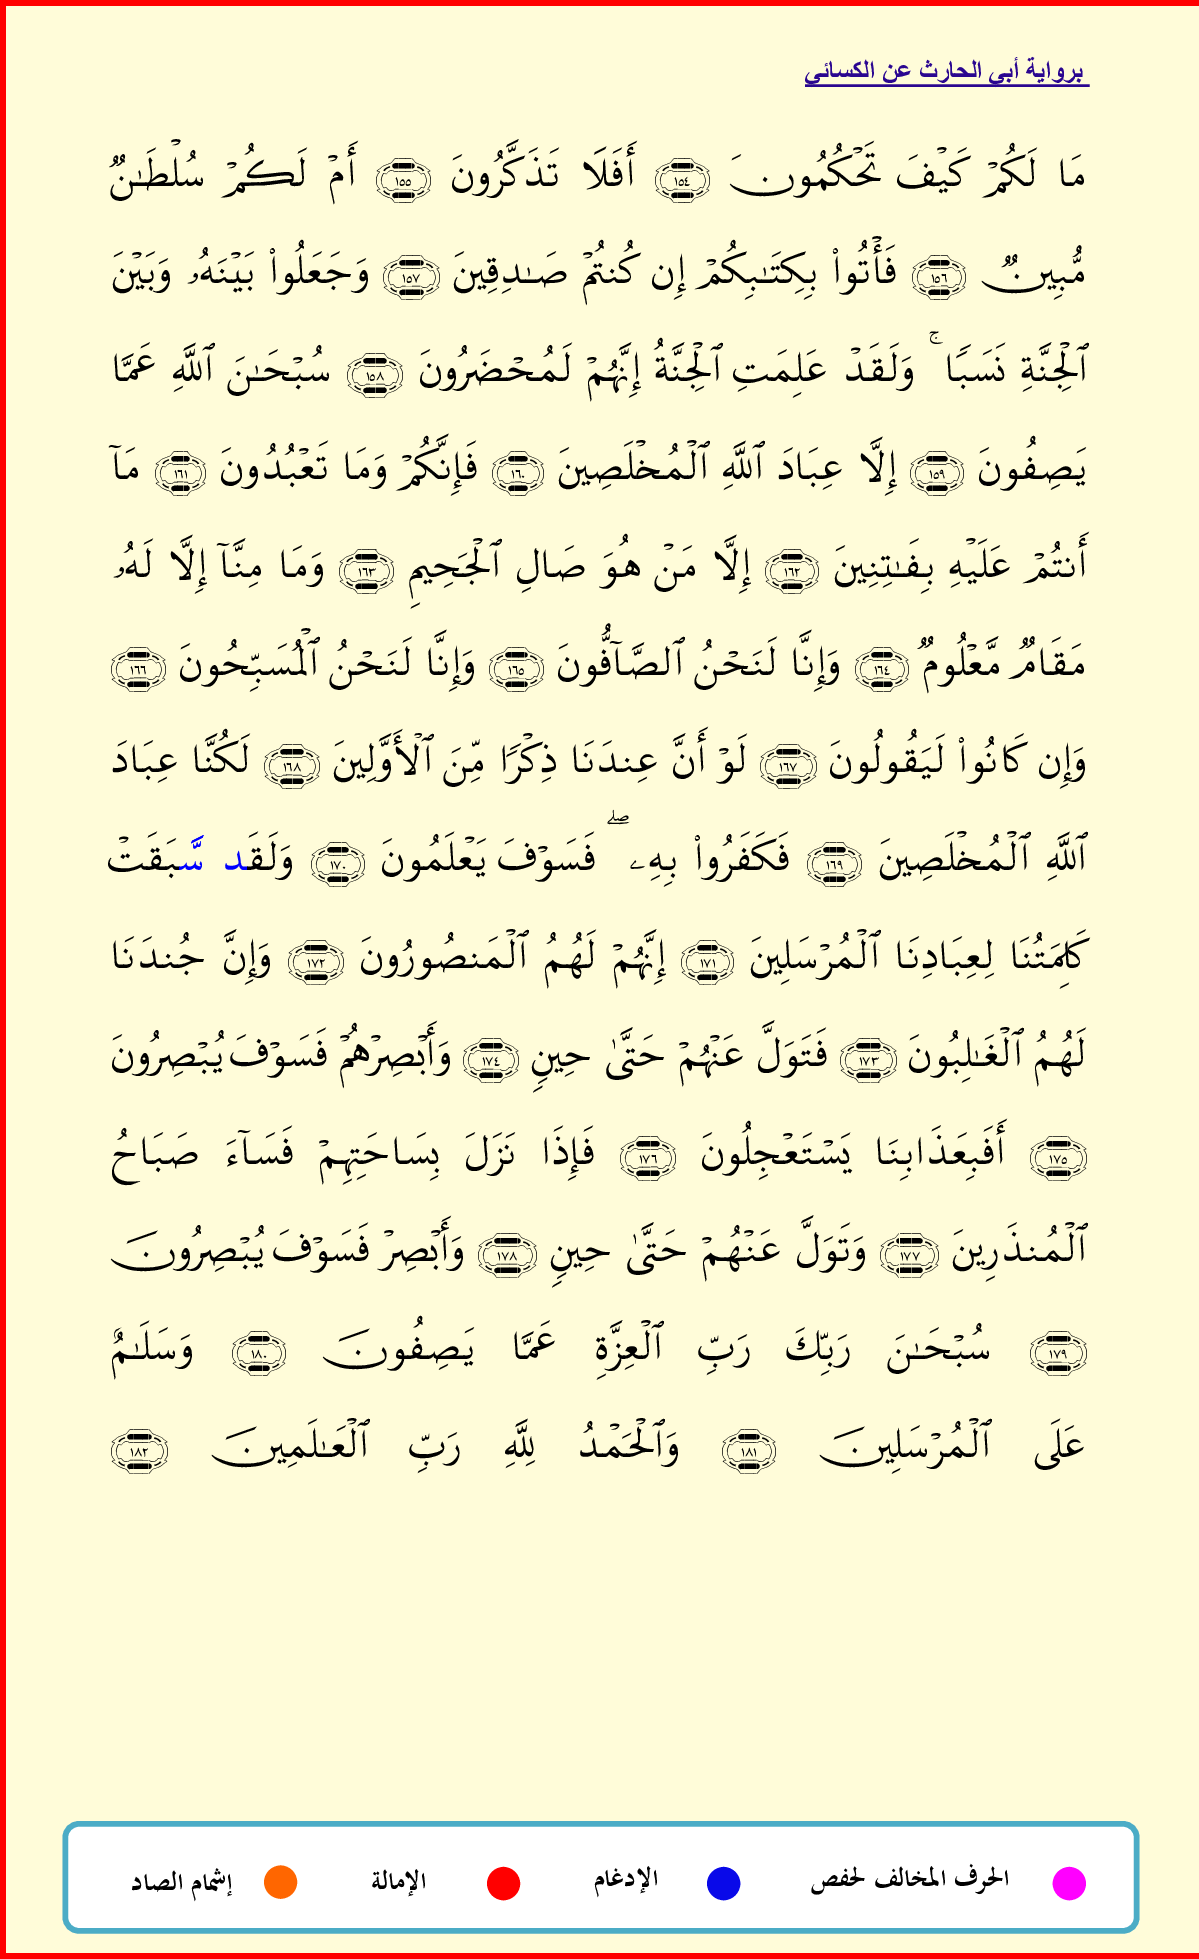 برواية أبي الحارث عن الكسائي
مَا لَكُمۡ كَيۡفَ تَحۡكُمُونَ ١٥٤ أَفَلَا تَذَكَّرُونَ ١٥٥ أَمۡ لَكُمۡ سُلۡطَٰنٞ
مُّبِينٞ ١٥٦ فَأۡتُواْ بِكِتَٰبِكُمۡ إِن كُنتُمۡ صَٰدِقِينَ ١٥٧ وَجَعَلُواْ بَيۡنَهُۥ وَبَيۡنَ
ٱلۡجِنَّةِ نَسَبٗاۚ وَلَقَدۡ عَلِمَتِ ٱلۡجِنَّةُ إِنَّهُمۡ لَمُحۡضَرُونَ ١٥٨ سُبۡحَٰنَ ٱللَّهِ عَمَّا
يَصِفُونَ ١٥٩ إِلَّا عِبَادَ ٱللَّهِ ٱلۡمُخۡلَصِينَ ١٦٠ فَإِنَّكُمۡ وَمَا تَعۡبُدُونَ ١٦١ مَآ
أَنتُمۡ عَلَيۡهِ بِفَٰتِنِينَ ١٦٢ إِلَّا مَنۡ هُوَ صَالِ ٱلۡجَحِيمِ ١٦٣ وَمَا مِنَّآ إِلَّا لَهُۥ
مَقَامٞ مَّعۡلُومٞ ١٦٤ وَإِنَّا لَنَحۡنُ ٱلصَّآفُّونَ ١٦٥ وَإِنَّا لَنَحۡنُ ٱلۡمُسَبِّحُونَ ١٦٦
وَإِن كَانُواْ لَيَقُولُونَ ١٦٧ لَوۡ أَنَّ عِندَنَا ذِكۡرٗا مِّنَ ٱلۡأَوَّلِينَ ١٦٨ لَكُنَّا عِبَادَ
ٱللَّهِ ٱلۡمُخۡلَصِينَ ١٦٩ فَكَفَرُواْ بِهِۦۖ فَسَوۡفَ يَعۡلَمُونَ ١٧٠ وَلَقَد سَّبَقَتۡ
كَلِمَتُنَا لِعِبَادِنَا ٱلۡمُرۡسَلِينَ ١٧١ إِنَّهُمۡ لَهُمُ ٱلۡمَنصُورُونَ ١٧٢ وَإِنَّ جُندَنَا
لَهُمُ ٱلۡغَٰلِبُونَ ١٧٣ فَتَوَلَّ عَنۡهُمۡ حَتَّىٰ حِينٖ ١٧٤ وَأَبۡصِرۡهُمۡ فَسَوۡفَ يُبۡصِرُونَ
١٧٥ أَفَبِعَذَابِنَا يَسۡتَعۡجِلُونَ ١٧٦ فَإِذَا نَزَلَ بِسَاحَتِهِمۡ فَسَآءَ صَبَاحُ
ٱلۡمُنذَرِينَ ١٧٧ وَتَوَلَّ عَنۡهُمۡ حَتَّىٰ حِينٖ ١٧٨ وَأَبۡصِرۡ فَسَوۡفَ يُبۡصِرُونَ
١٧٩ سُبۡحَٰنَ رَبِّكَ رَبِّ ٱلۡعِزَّةِ عَمَّا يَصِفُونَ ١٨٠ وَسَلَٰمٌ
عَلَى ٱلۡمُرۡسَلِينَ ١٨١ وَٱلۡحَمۡدُ لِلَّهِ رَبِّ ٱلۡعَٰلَمِينَ ١٨٢
الحرف المخالف لحفص الإدغام الإمالة إشمام الصاد